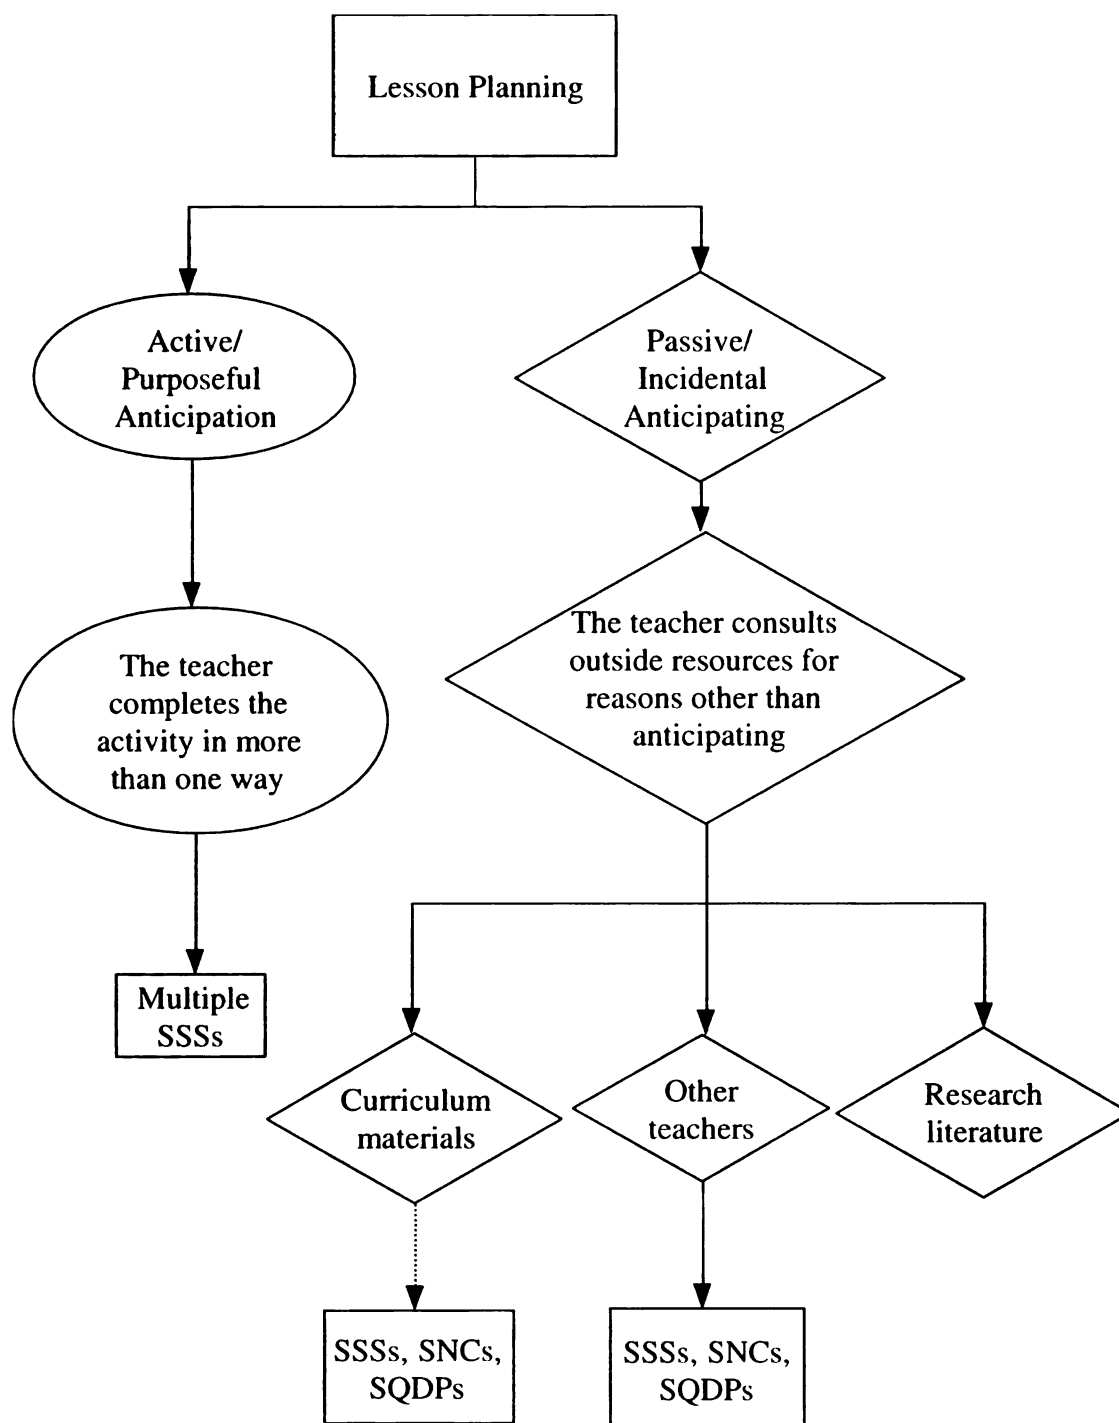 Lesson Planning
Active/
Purposeful
Anticipation
Passive/
Incidental
Anticipating
The teacher
completes the
activity in more
than one way
The teacher consults
outside resources for
reasons other than
anticipating
Multiple
SSSs
Curriculum
materials
Other
teachers
Research
literature
SSSs, SNCs,
SQDPs
SSSs, SNCs,
SQDPs